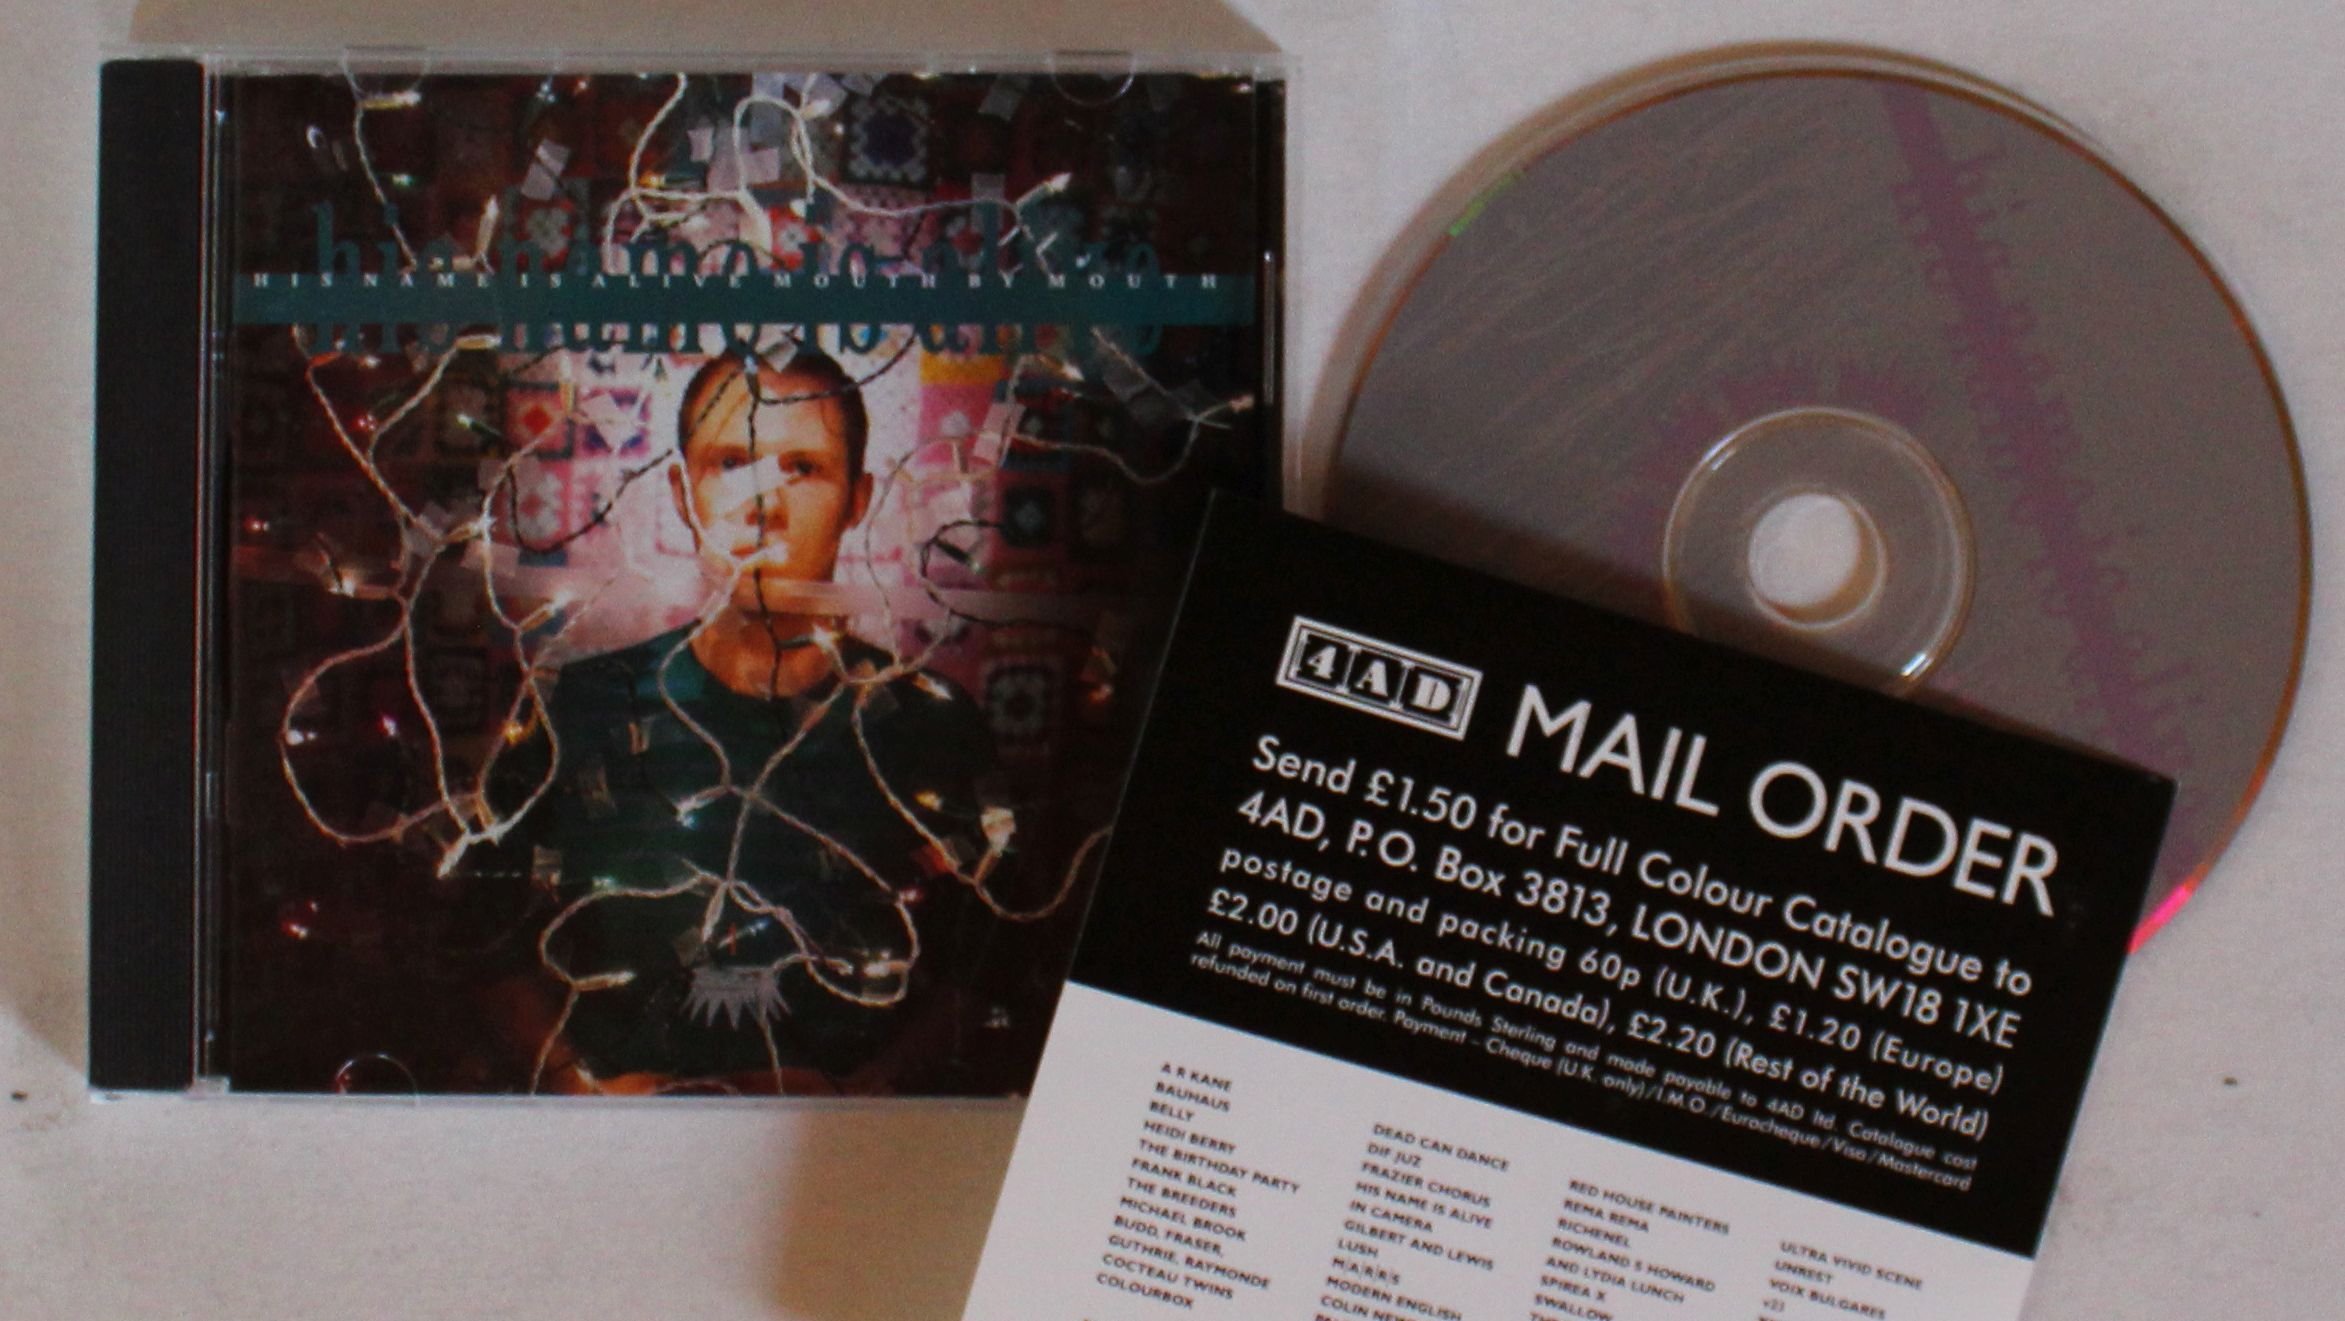 his name is alive
HIS NAME IS ALIVE MOUTH BY MOUTH
4AD MAIL ORDER
Send £1.50 for Full Colour Catalogue to
4AD, P.O. Box 3813, LONDON SW18 1XE
postage and packing 60p (U.K.), £1.20 (Europe)
£2.00 (U.S.A. and Canada), £2.20 (Rest of the World)
All payment must be in Pounds Sterling and made payable to 4AD ltd. Catalogue cost
refunded on first order. Payment - Cheque (U.K. only)/I.M.O./Eurocheque/Visa/Mastercard
A R KANE
BAUHAUS
BELLY
HEIDI BERRY
THE BIRTHDAY PARTY
FRANK BLACK
THE BREEDERS
MICHAEL BROOK
BUDD, FRASER,
GUTHRIE, RAYMONDE
COCTEAU TWINS
COLOURBOX
DEAD CAN DANCE
DIF JUZ
FRAZIER CHORUS
HIS NAME IS ALIVE
IN CAMERA
GILBERT AND LEWIS
LUSH
M|A|R|R|S
MODERN ENGLISH
COLIN
RED HOUSE PAINTERS
REMA REMA
RICHENEL
ROWLAND S HOWARD
AND LYDIA LUNCH
SPIREA X
SWALLOW
ULTRA VIVID SCENE
UNREST
VOIX BULGARES
v23